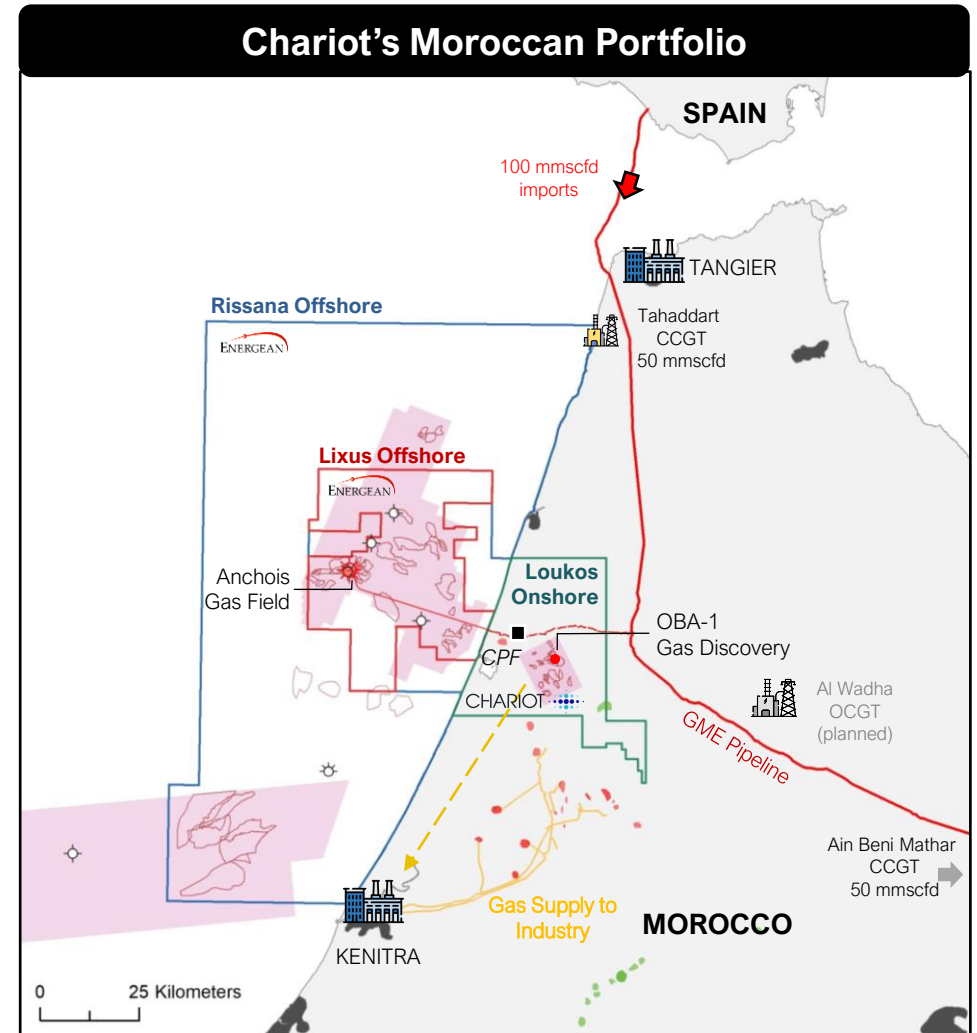 Chariot's Moroccan Portfolio
SPAIN
100 mmscfd
imports
TANGIER
Rissana Offshore
ENERGEAN
Tahaddart
CCGT
50 mmscfd
Lixus Offshore
ENERGEAN
Anchois
Gas Field
Loukos
Onshore
OBA-1
Gas Discovery
CPF
CHARIOT
Al Wadha
OCGT
(planned)
GME Pipeline
Ain Beni Mathar
CCGT
50 mmscfd
Gas Supply to
Industry
MOROCCO
KENITRA
0 25 Kilometers